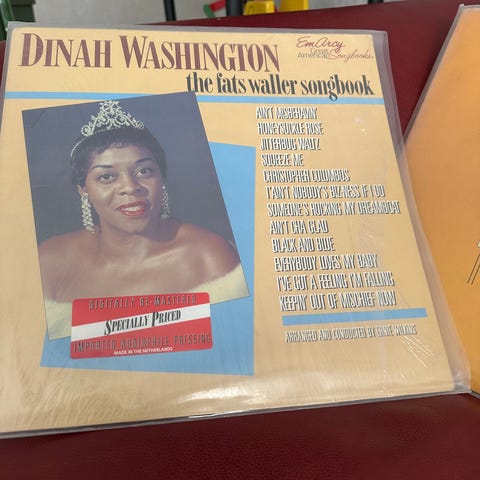 DINAH WASHINGTON
the fats waller songbook
EmArcy
Great
American Songbooks
AIN'T MISBEHAVIN'
HONEYSUCKLE ROSE
JITTERBUG WALTZ
SQUEEZE ME
CHRISTOPHER COLUMBUS
'T'AIN'T NOBODY'S BIZ-NESS IF I DO
SOMEONE'S ROCKING MY DREAMBOAT
AIN'T CHA GLAD
BLACK AND BLUE
EVERYBODY LOVES MY BABY
I'VE GOT A FEELING I'M FALLING
KEEPIN' OUT OF MISCHIEF NOW
ARRANGED AND CONDUCTED BY ERNIE WILKINS
DIGITALLY RE-MASTERED
SPECIALLY PRICED
IMPORTED AUDIOPHILE PRESSING
MADE IN THE NETHERLANDS